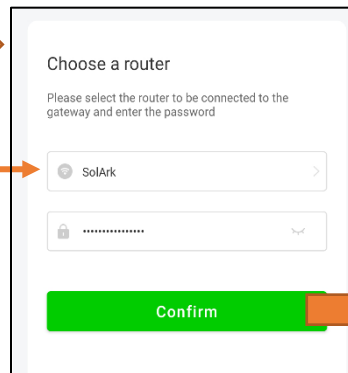 Choose a router
Please select the router to be connected to the
gateway and enter the password
SolArk
••••••••••••••••
Confirm